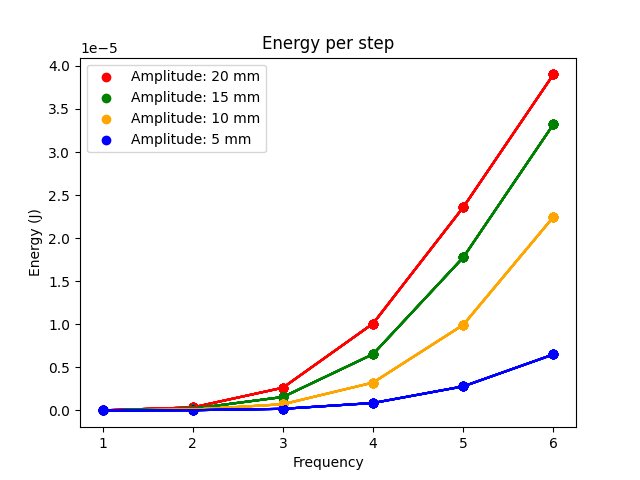 Energy per step
1e−5
Amplitude: 20 mm
Amplitude: 15 mm
Amplitude: 10 mm
Amplitude: 5 mm
4.0
3.5
3.0
2.5
2.0
1.5
1.0
0.5
0.0
Energy (J)
1 2 3 4 5 6
Frequency